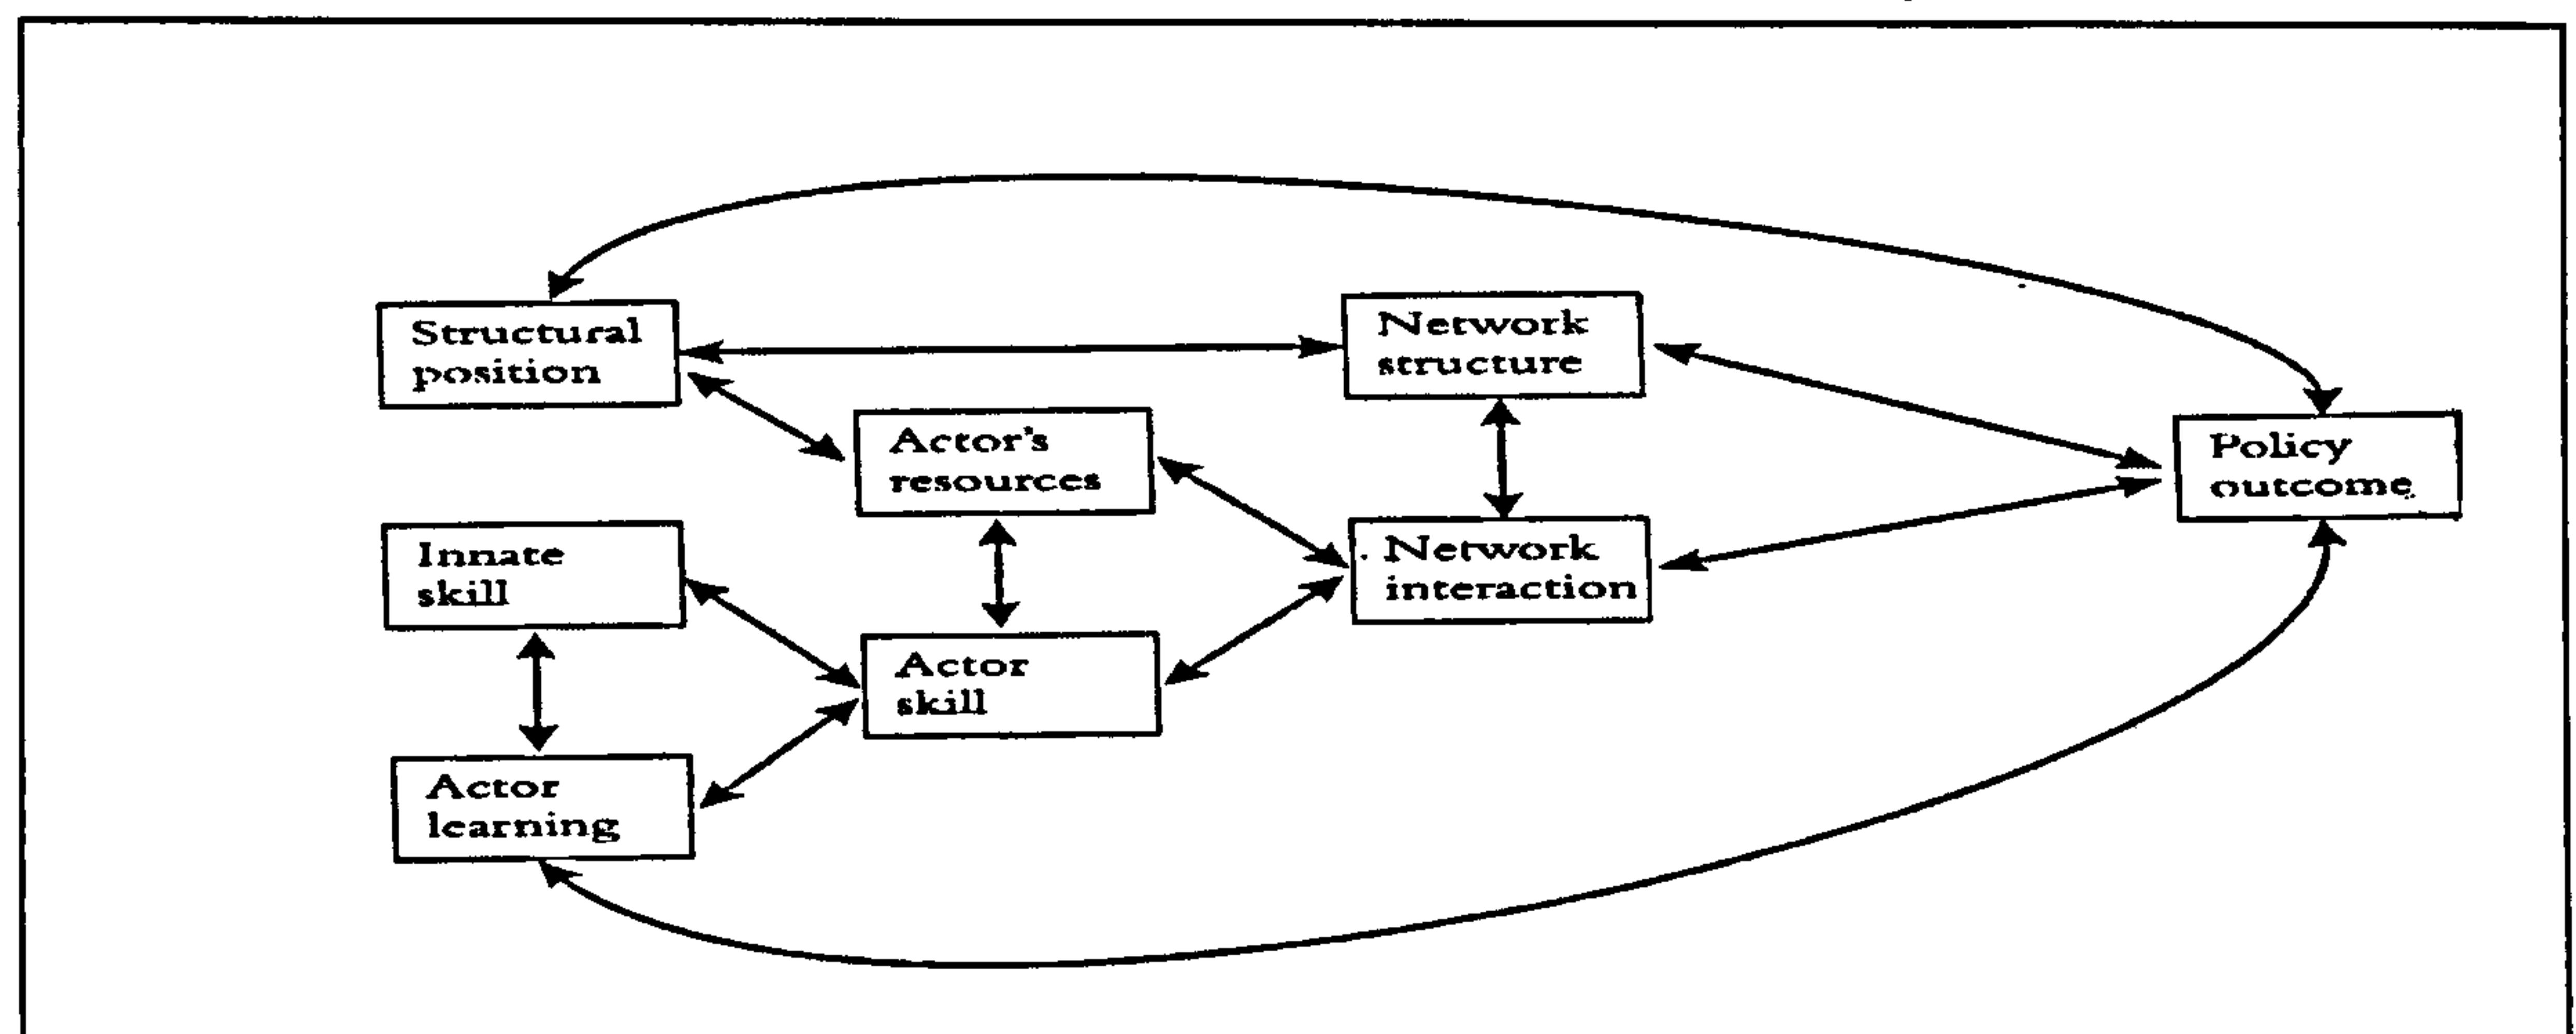 Structural
position
Network
structure
Actor's
resources
Policy
outcome
Innate
skill
Network
interaction
Actor
skill
Actor
learning